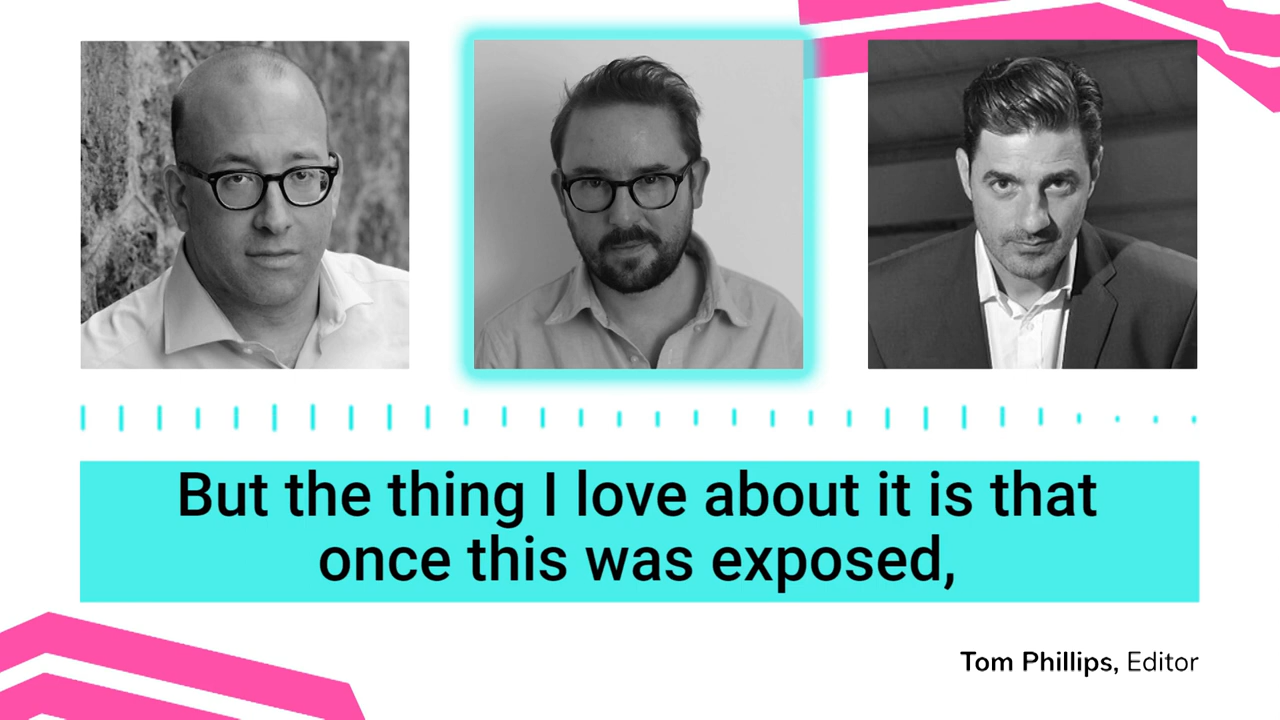 But the thing I love about it is that
once this was exposed,
Tom Phillips, Editor